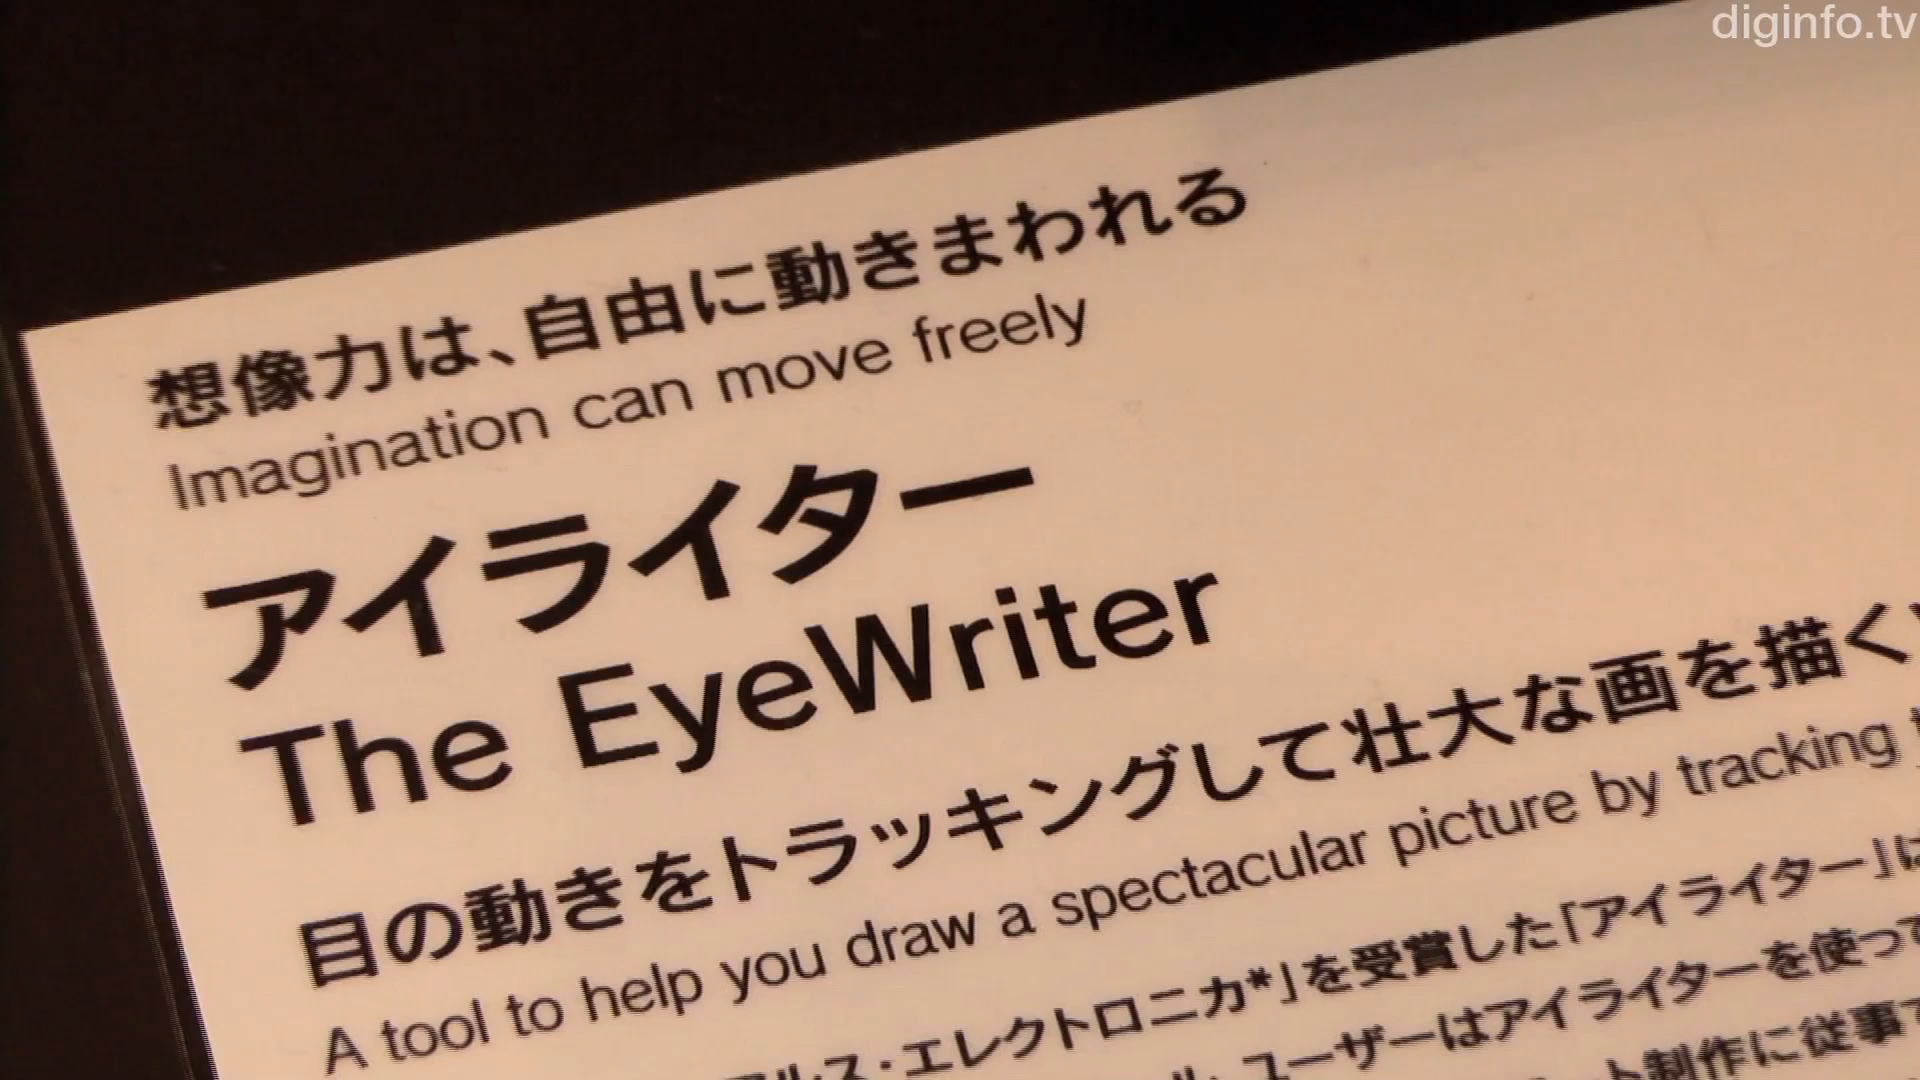 diginfo.tv
想像力は、自由に動きまわれる
Imagination can move freely
アイライター
The EyeWriter
目の動きをトラッキングして壮大な画を描く
A tool to help you draw a spectacular picture by tracking
アルス・エレクトロニカ*」を受賞した「アイライター」は
ユーザーはアイライターを使って
ト制作に従事